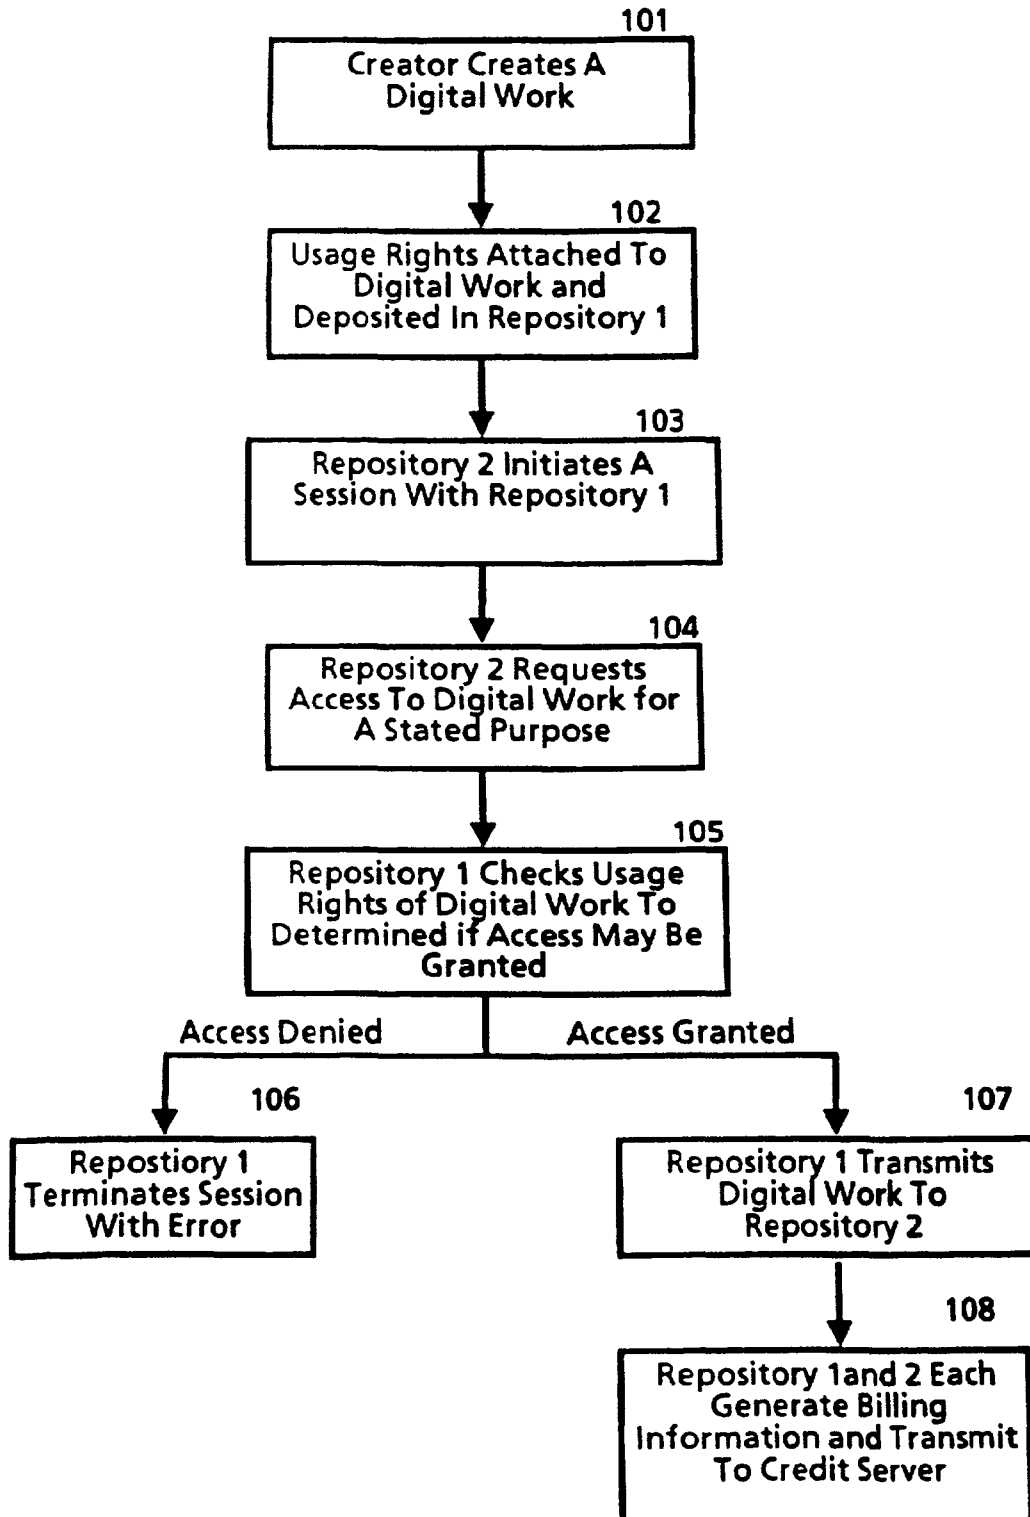 101
Creator Creates A
Digital Work
102
Usage Rights Attached To
Digital Work and
Deposited In Repository 1
103
Repository 2 Initiates A
Session With Repository 1
104
Repository 2 Requests
Access To Digital Work for
A Stated Purpose
105
Repository 1 Checks Usage
Rights of Digital Work To
Determined if Access May Be
Granted
Access Denied
Access Granted
106
Repostiory 1
Terminates Session
With Error
107
Repository 1 Transmits
Digital Work To
Repository 2
108
Repository 1and 2 Each
Generate Billing
Information and Transmit
To Credit Server